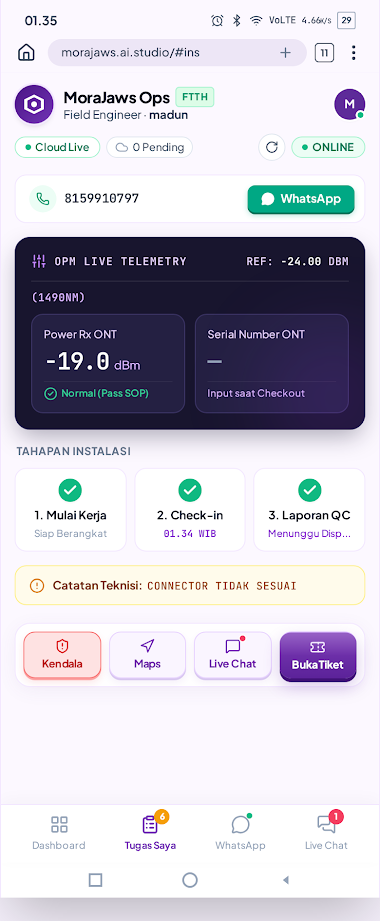 01.35 VoLTE 4.66K/S 29
morajaws.ai.studio/#ins 11
MoraJaws Ops FTTH M
Field Engineer · madun
Cloud Live 0 Pending ONLINE
8159910797 WhatsApp
OPM LIVE TELEMETRY REF: -24.00 DBM
(1490NM)
Power Rx ONT Serial Number ONT
-19.0 dBm —
Normal (Pass SOP) Input saat Checkout
TAHAPAN INSTALASI
1. Mulai Kerja 2. Check-in 3. Laporan QC
Siap Berangkat 01.34 WIB Menunggu Disp...
Catatan Teknisi: CONNECTOR TIDAK SESUAI
Kendala Maps Live Chat BukaTiket
6 1
Dashboard Tugas Saya WhatsApp Live Chat